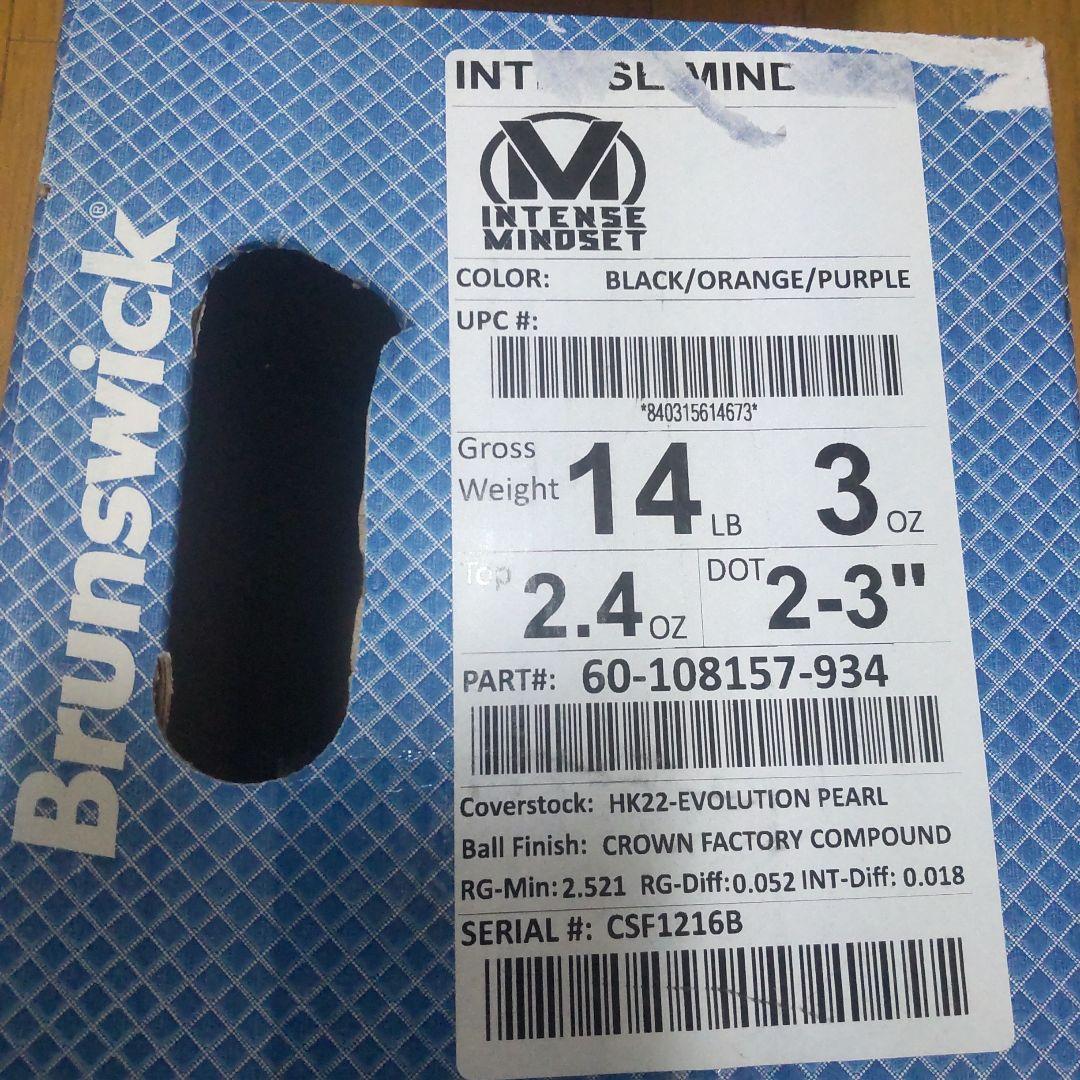 Brunswick®
INT SE MIND
M
INTENSE
MINDSET
COLOR: BLACK/ORANGE/PURPLE
UPC #:
*840315614673*
Gross
Weight 14 LB 3 OZ
Top 2.4 OZ DOT 2-3"
PART#: 60-108157-934
Coverstock: HK22-EVOLUTION PEARL
Ball Finish: CROWN FACTORY COMPOUND
RG-Min: 2.521 RG-Diff: 0.052 INT-Diff: 0.018
SERIAL #: CSF1216B